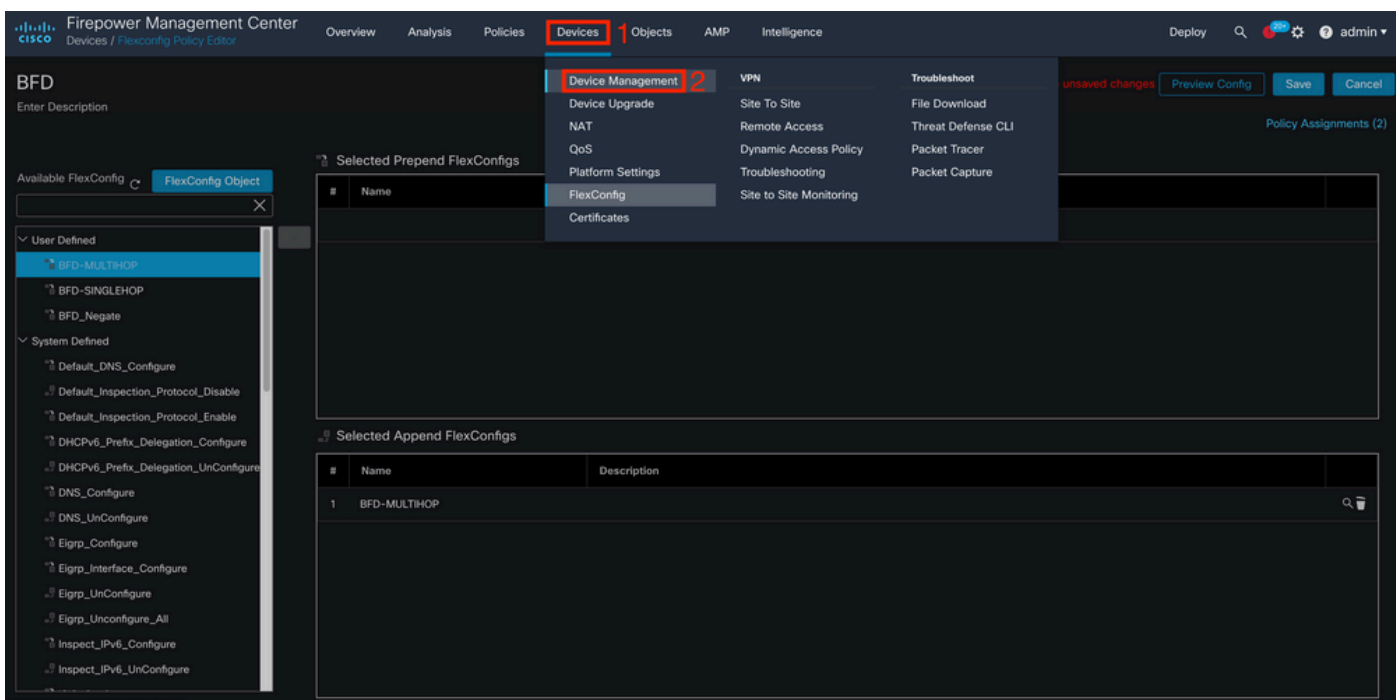 Firepower Management Center
CISCO Devices / Flexconfig Policy Editor
Overview Analysis Policies Devices 1 Objects AMP Intelligence
Deploy 20+ ? admin
BFD
Enter Description
unsaved changes Preview Config Save Cancel
Policy Assignments (2)
Device Management 2
Device Upgrade
NAT
QoS
Platform Settings
FlexConfig
Certificates
VPN
Site To Site
Remote Access
Dynamic Access Policy
Troubleshooting
Site to Site Monitoring
Troubleshoot
File Download
Threat Defense CLI
Packet Tracer
Packet Capture
Available FlexConfig FlexConfig Object
User Defined
BFD-MULTIHOP
BFD-SINGLEHOP
BFD_Negate
System Defined
Default_DNS_Configure
Default_Inspection_Protocol_Disable
Default_Inspection_Protocol_Enable
DHCPv6_Prefix_Delegation_Configure
DHCPv6_Prefix_Delegation_UnConfigure
DNS_Configure
DNS_UnConfigure
Eigrp_Configure
Eigrp_Interface_Configure
Eigrp_UnConfigure
Eigrp_Unconfigure_All
Inspect_IPv6_Configure
Inspect_IPv6_UnConfigure
Selected Prepend FlexConfigs
# Name
Selected Append FlexConfigs
# Name Description
1 BFD-MULTIHOP